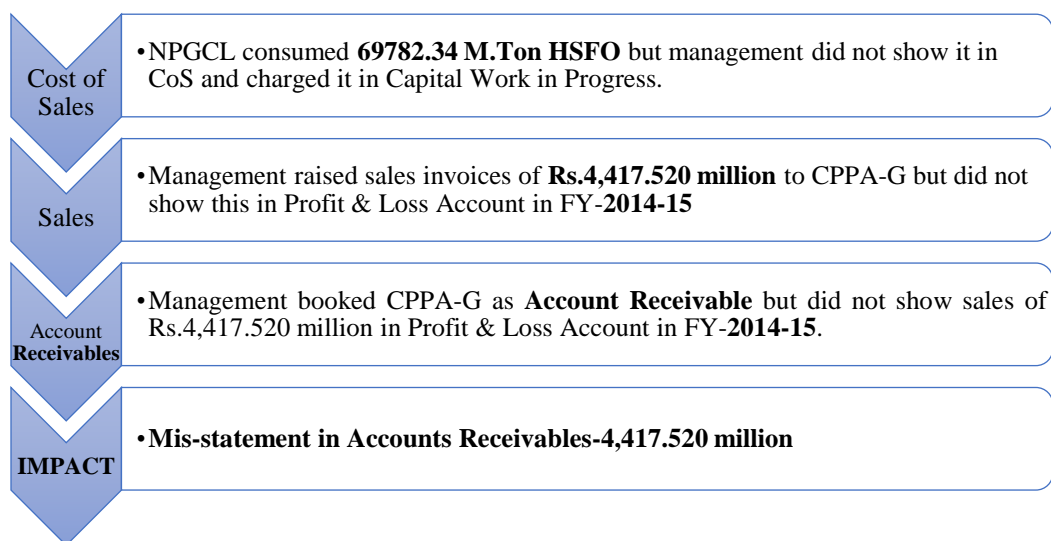 Cost of
Sales
•NPGCL consumed 69782.34 M.Ton HSFO but management did not show it in
CoS and charged it in Capital Work in Progress.
Sales
•Management raised sales invoices of Rs.4,417.520 million to CPPA-G but did not
show this in Profit & Loss Account in FY-2014-15
Account
Receivables
•Management booked CPPA-G as Account Receivable but did not show sales of
Rs.4,417.520 million in Profit & Loss Account in FY-2014-15.
IMPACT
•Mis-statement in Accounts Receivables-4,417.520 million